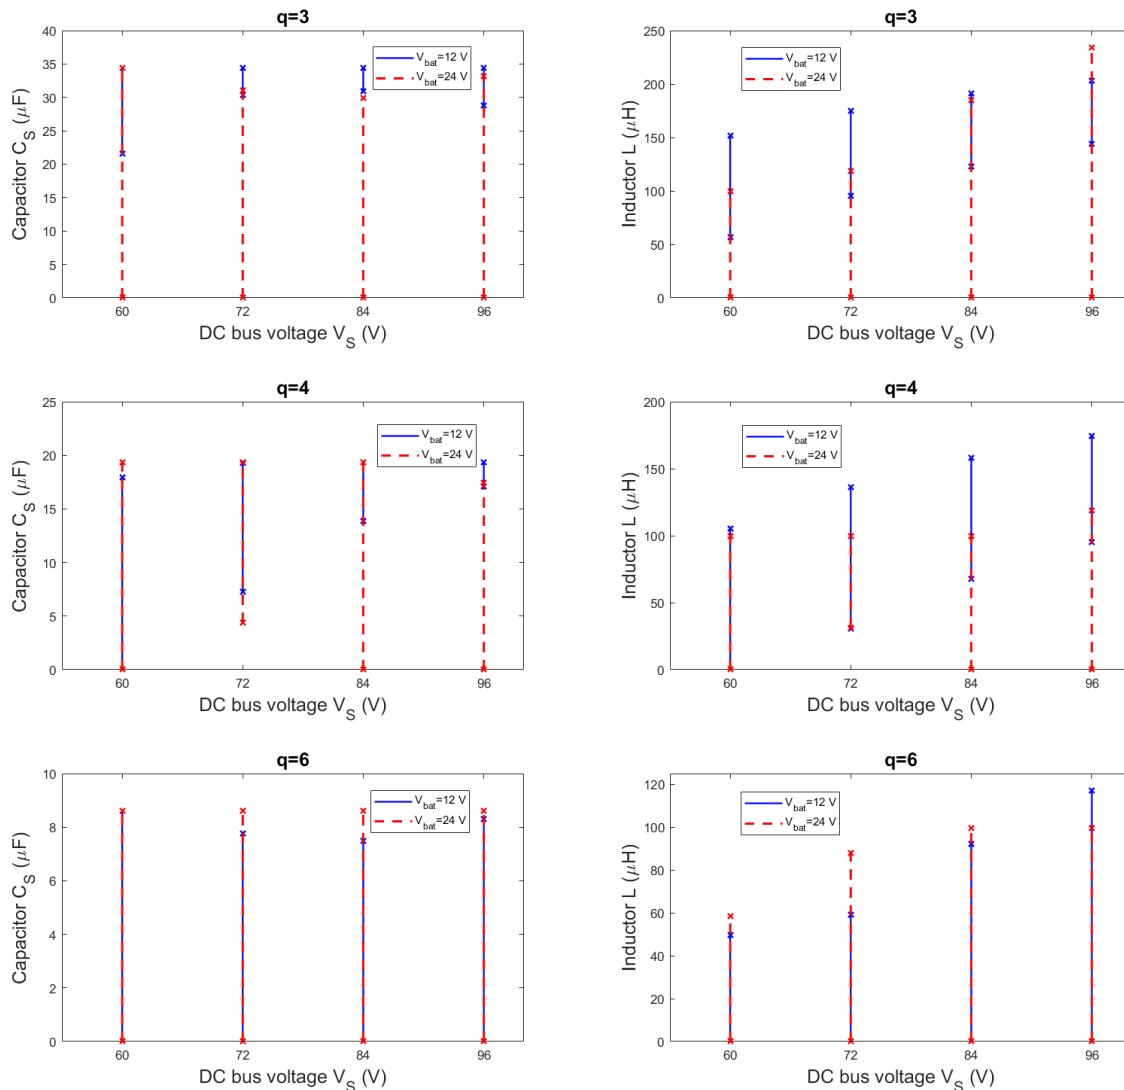 q=3
40
35
30
25
20
15
10
5
0
Capacitor C_S (μF)
V_bat=12 V
V_bat=24 V
60 72 84 96
DC bus voltage V_S (V)
q=3
250
200
150
100
50
0
Inductor L (μH)
V_bat=12 V
V_bat=24 V
60 72 84 96
DC bus voltage V_S (V)
q=4
25
20
15
10
5
0
Capacitor C_S (μF)
V_bat=12 V
V_bat=24 V
60 72 84 96
DC bus voltage V_S (V)
q=4
200
150
100
50
0
Inductor L (μH)
V_bat=12 V
V_bat=24 V
60 72 84 96
DC bus voltage V_S (V)
q=6
10
8
6
4
2
0
Capacitor C_S (μF)
V_bat=12 V
V_bat=24 V
60 72 84 96
DC bus voltage V_S (V)
q=6
120
100
80
60
40
20
0
Inductor L (μH)
V_bat=12 V
V_bat=24 V
60 72 84 96
DC bus voltage V_S (V)